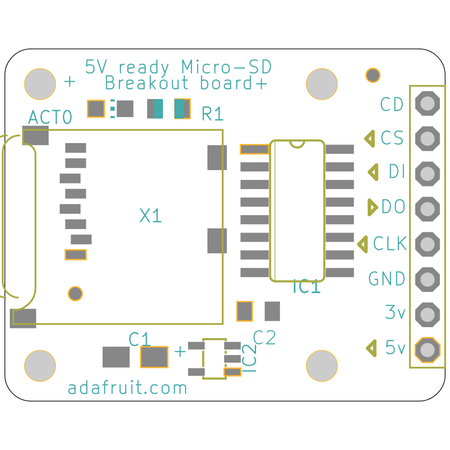 5V ready Micro-SD
+ Breakout board+
ACT0
R1
CD
CS
DI
X1
DO
CLK
GND
IC1
3v
C1
C2
+
IC2
5v
adafruit.com